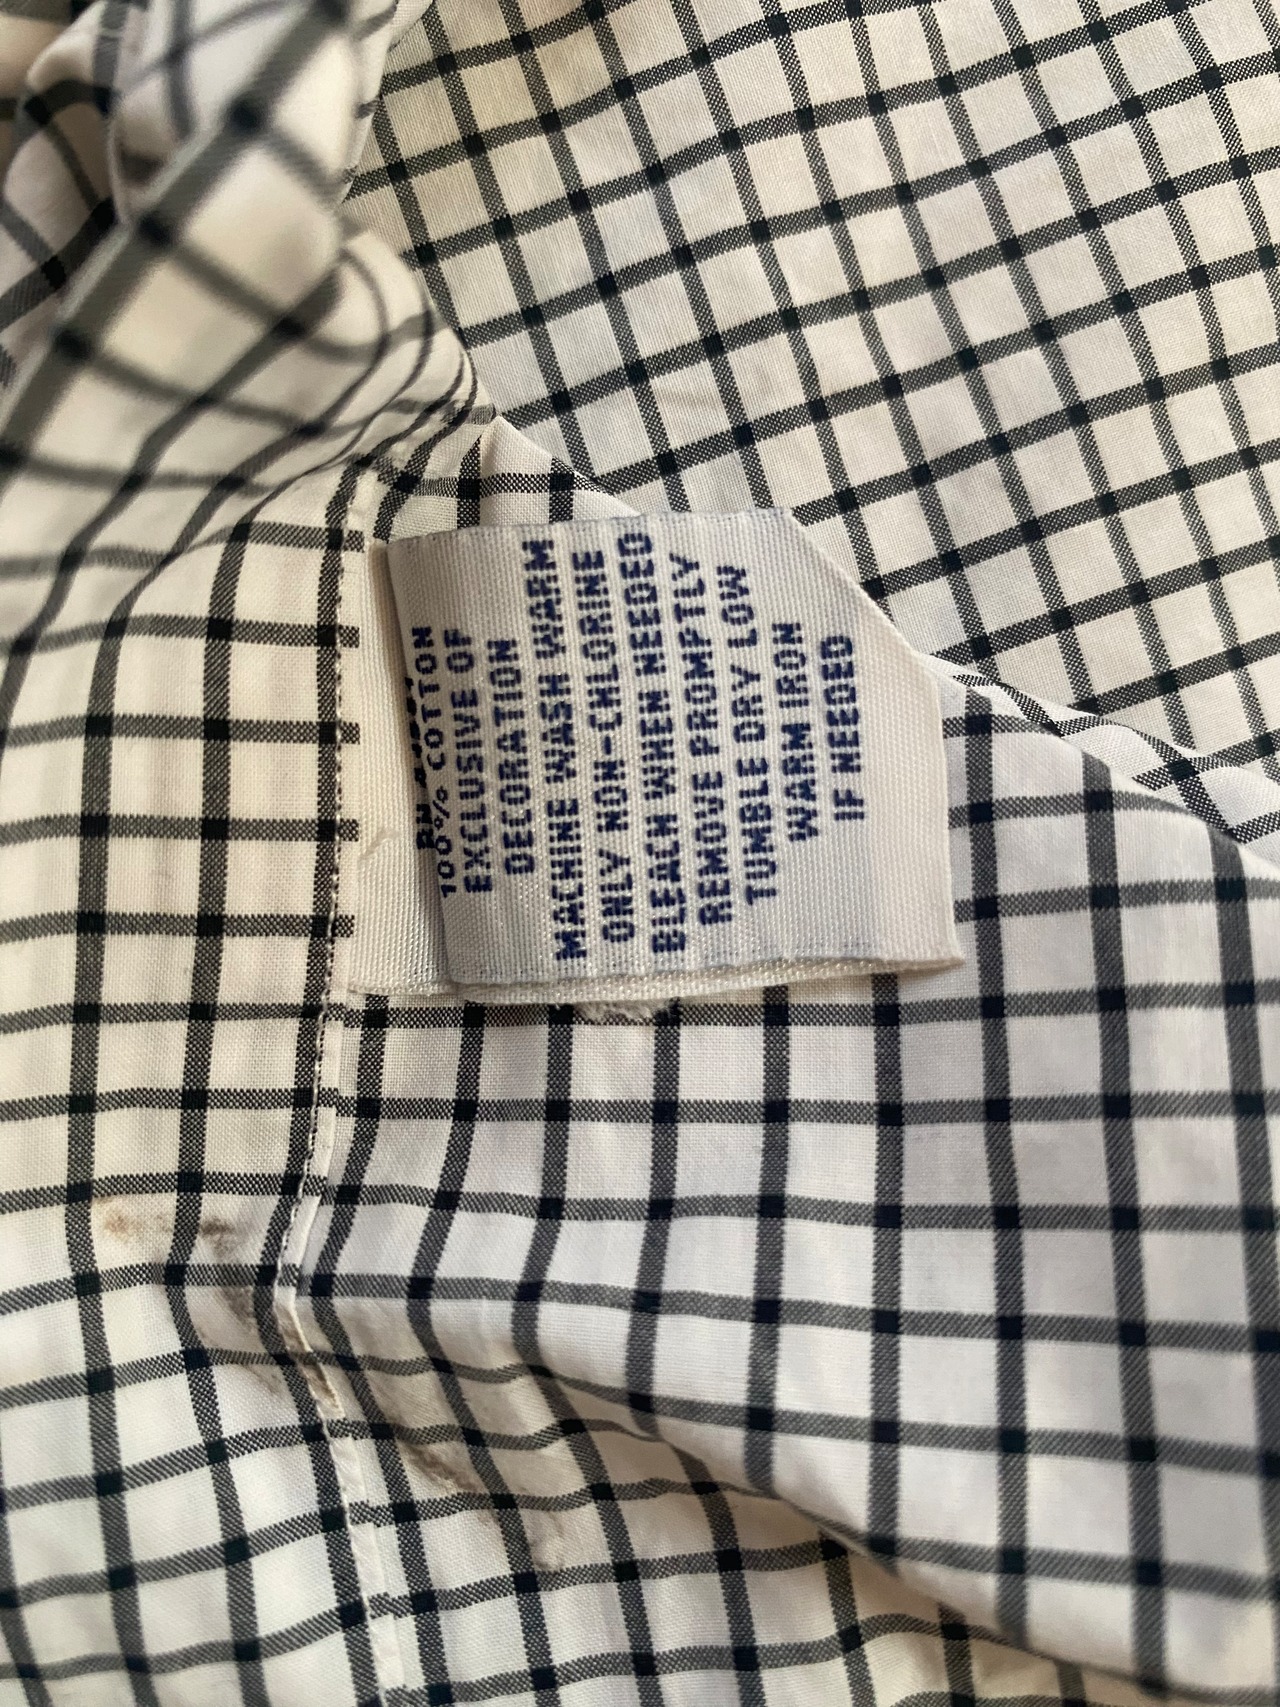 100% COTTON
EXCLUSIVE OF
DECORATION
MACHINE WASH WARM
ONLY NON-CHLORINE
BLEACH WHEN NEEDED
REMOVE PROMPTLY
TUMBLE DRY LOW
WARM IRON
IF NEEDED